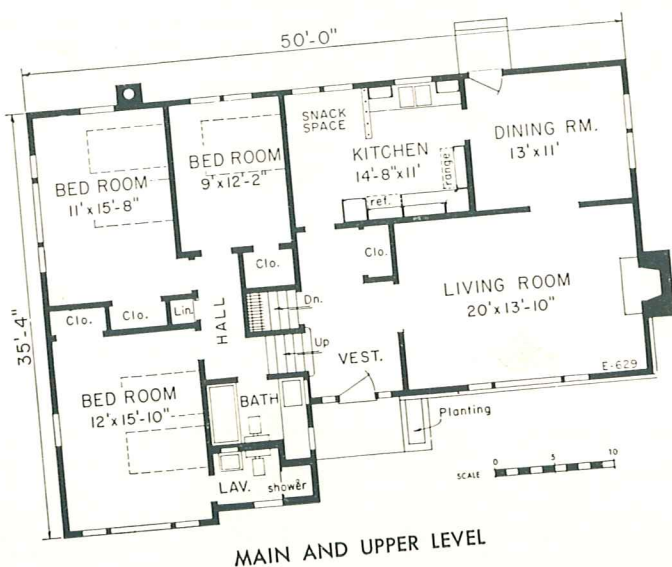 50'-0"
35'-4"
BED ROOM
11' x 15'-8"
BED ROOM
9' x 12'-2"
SNACK
SPACE
KITCHEN
14'-8" x 11'
ref.
range
DINING RM.
13' x 11'
Clo.
Clo.
LIVING ROOM
20' x 13'-10"
Clo.
Clo.
Lin.
HALL
Dn.
Up
VEST.
E-629
BED ROOM
12' x 15'-10"
BATH
Planting
LAV.
shower
SCALE 0 5 10
MAIN AND UPPER LEVEL